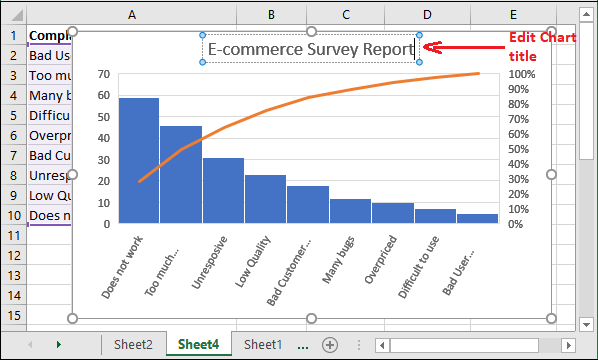 A B C D E
1 Compl
2 Bad Us
3 Too mu
4 Many b
5 Difficu
6 Overpr
7 Bad Cu
8 Unresp
9 Low Qu
10 Does n
11
12
13
14
15
E-commerce Survey Report
Edit Chart
title
70
60
50
40
30
20
10
0
100%
90%
80%
70%
60%
50%
40%
30%
20%
10%
0%
Does not work
Too much...
Unresposive
Low Quality
Bad Customer...
Many bugs
Overpriced
Difficult to use
Bad User...
Sheet2 Sheet4 Sheet1 ...